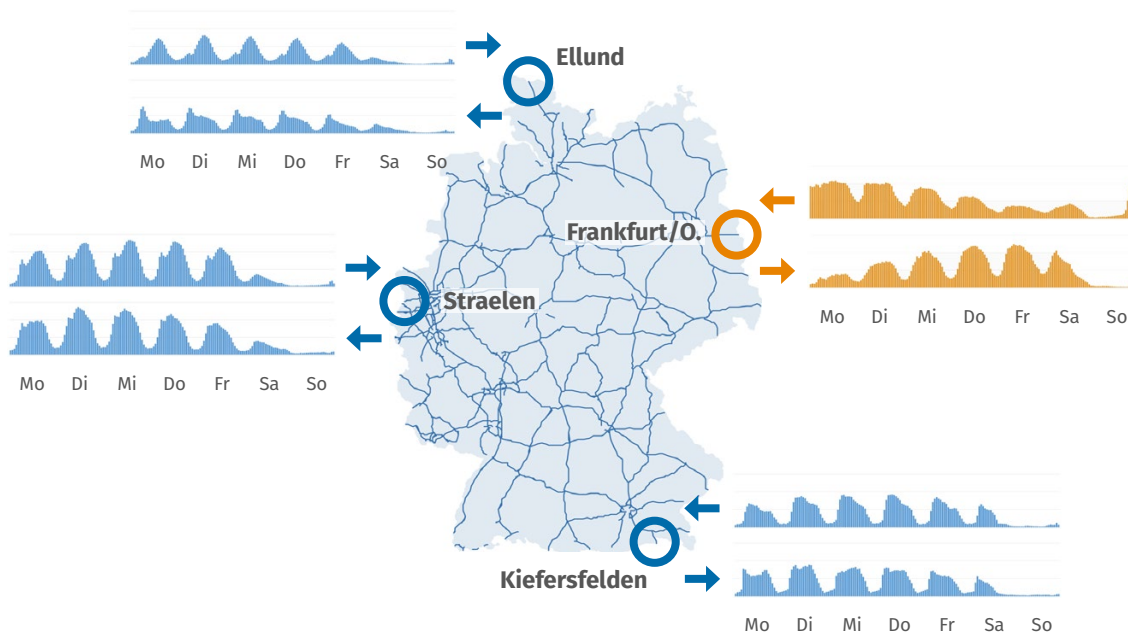 Ellund
Mo Di Mi Do Fr Sa So
Frankfurt/O.
Mo Di Mi Do Fr Sa So
Straelen
Mo Di Mi Do Fr Sa So
Kiefersfelden
Mo Di Mi Do Fr Sa So